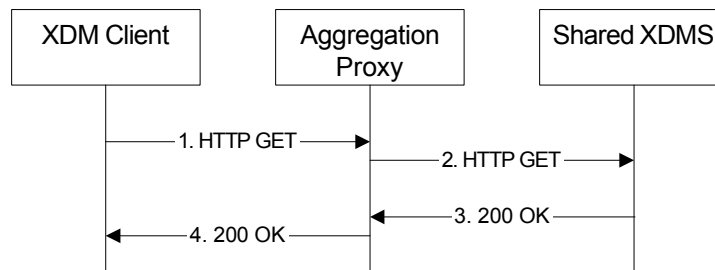 XDM Client
Aggregation
Proxy
Shared XDMS
1. HTTP GET
2. HTTP GET
3. 200 OK
4. 200 OK